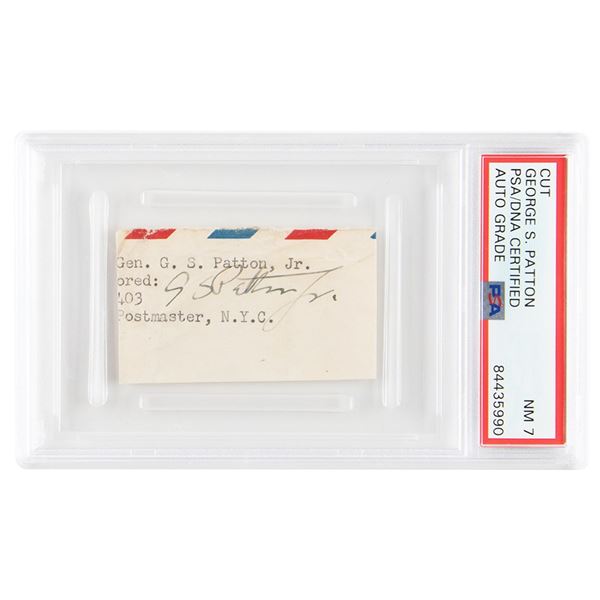 Gen. G. S. Patton, Jr.
ored:
403 G S Patton Jr.
Postmaster, N.Y.C.
CUT
GEORGE S. PATTON
PSA/DNA CERTIFIED
AUTO GRADE
NM 7
PSA
84435990